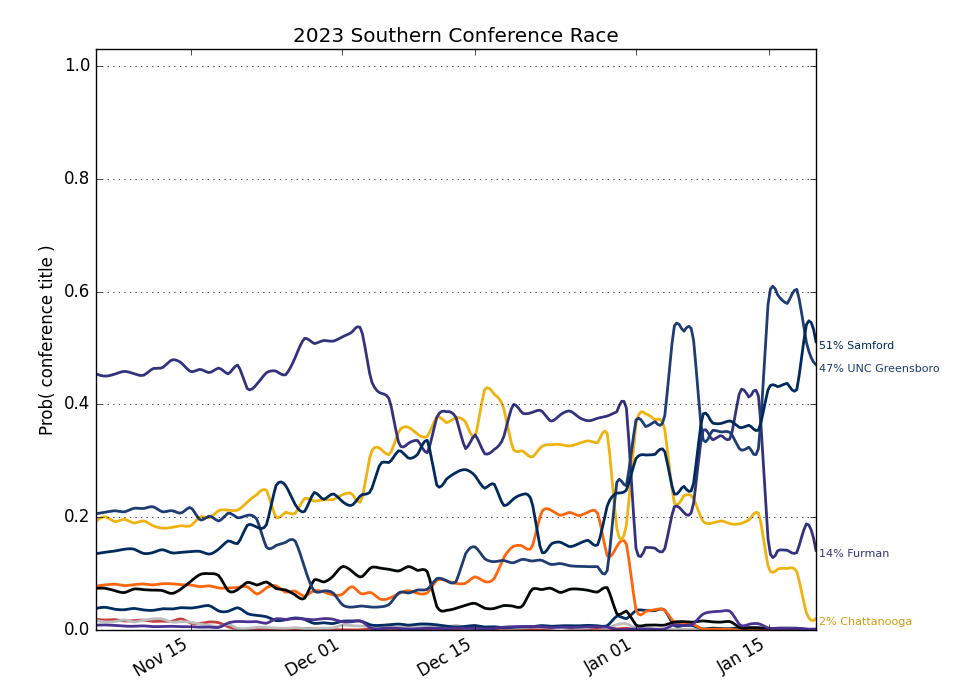 2023 Southern Conference Race
Prob( conference title )
1.0
0.8
0.6
0.4
0.2
0.0
51% Samford
47% UNC Greensboro
14% Furman
2% Chattanooga
Nov 15
Dec 01
Dec 15
Jan 01
Jan 15